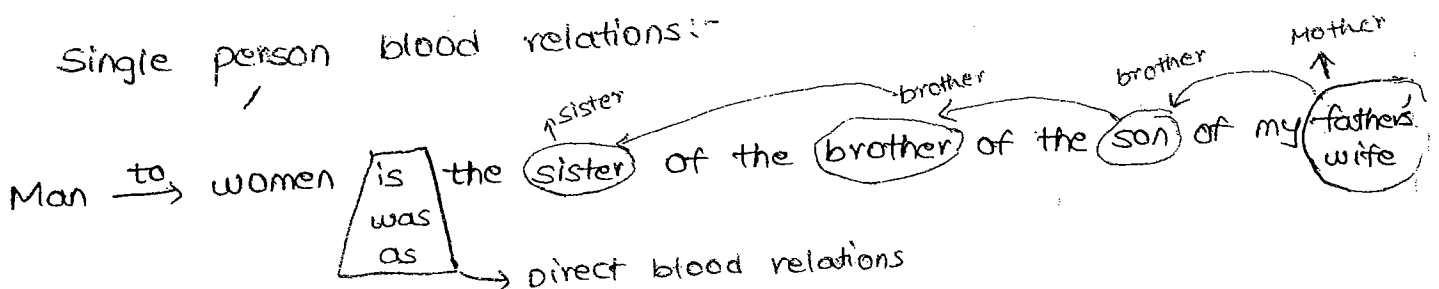 Single person blood relations:-
Mother
brother
brother
sister
Man to women is the sister of the brother of the son of my father's
wife
was
as
Direct blood relations